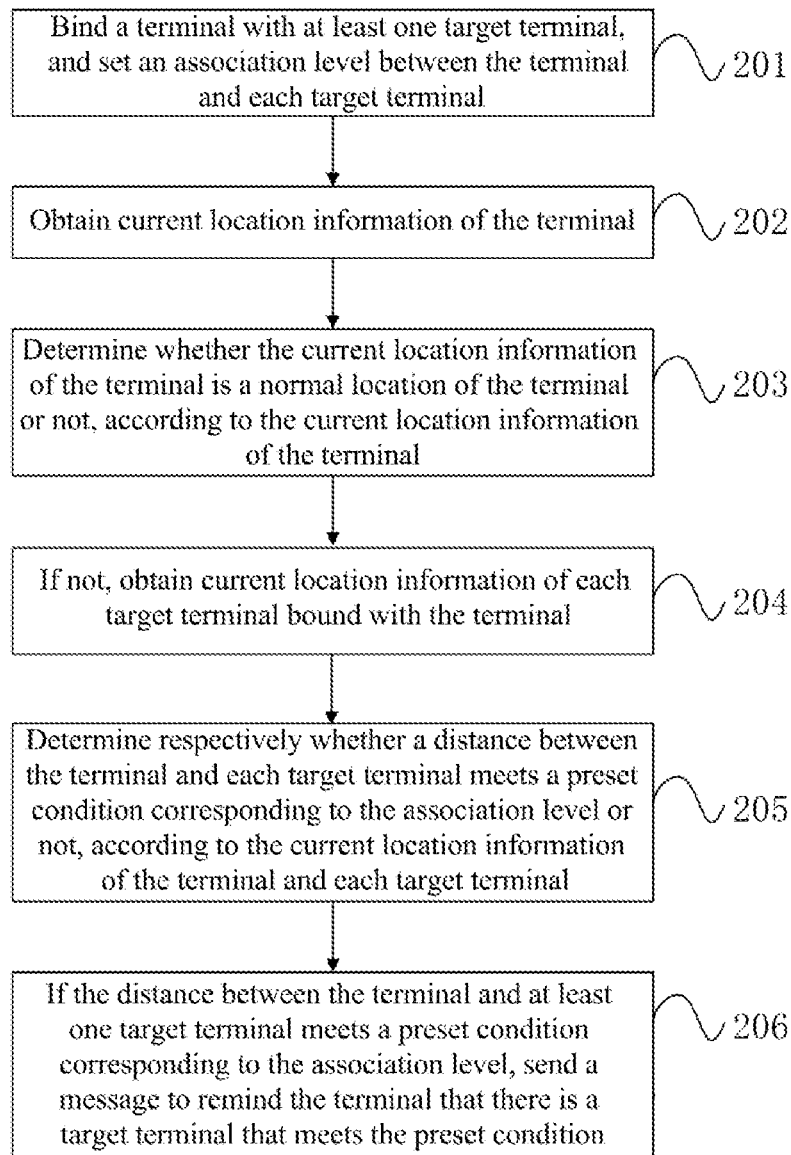 Bind a terminal with at least one target terminal,
and set an association level between the terminal
and each target terminal
201
Obtain current location information of the terminal
202
Determine whether the current location information
of the terminal is a normal location of the terminal
or not, according to the current location information
of the terminal
203
If not, obtain current location information of each
target terminal bound with the terminal
204
Determine respectively whether a distance between
the terminal and each target terminal meets a preset
condition corresponding to the association level or
not, according to the current location information
of the terminal and each target terminal
205
If the distance between the terminal and at least
one target terminal meets a preset condition
corresponding to the association level, send a
message to remind the terminal that there is a
target terminal that meets the preset condition
206